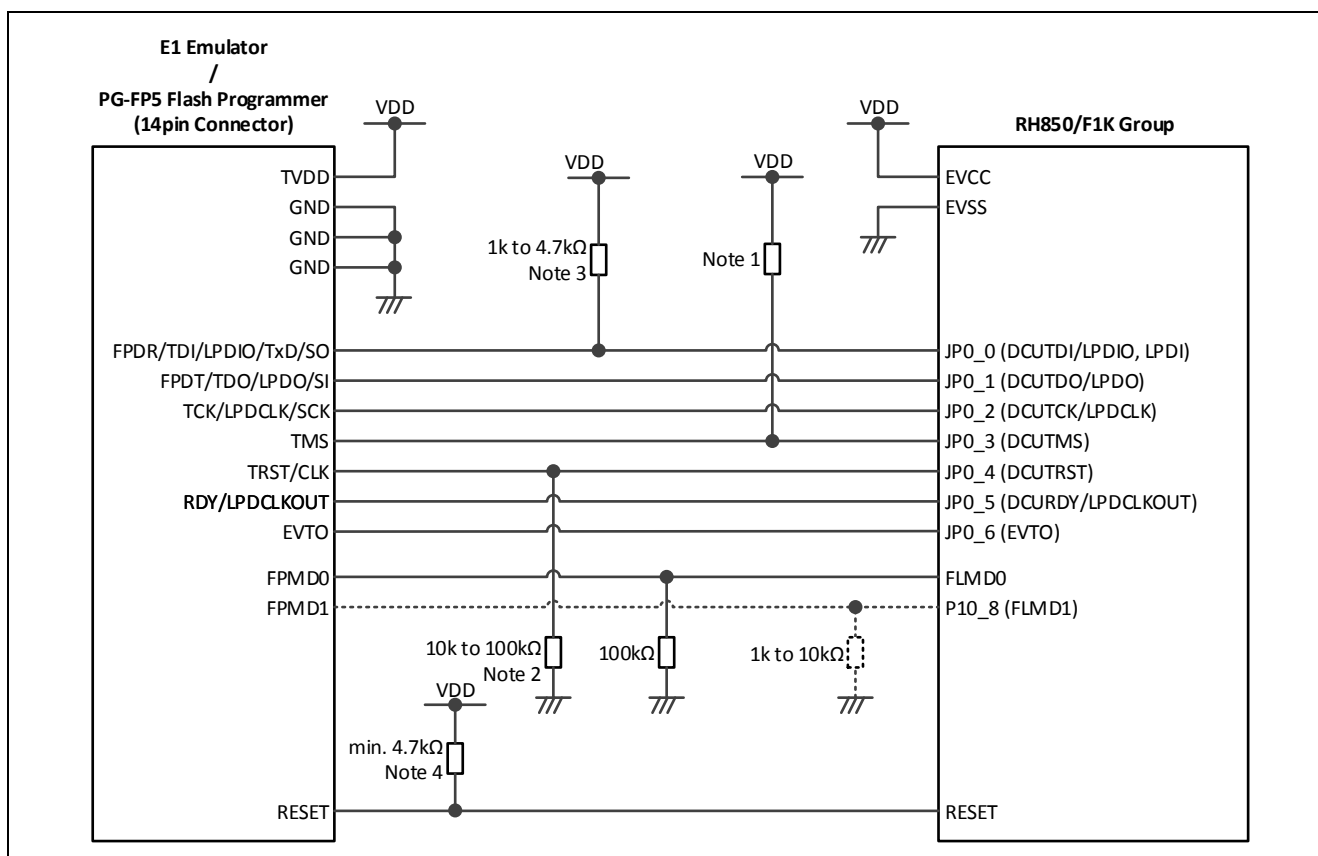 E1 Emulator
/
PG-FP5 Flash Programmer
(14pin Connector)
VDD
VDD
RH850/F1K Group
TVDD
GND
GND
GND
VDD
VDD
EVCC
EVSS
1k to 4.7kΩ
Note 3
Note 1
FPDR/TDI/LPDIO/TxD/SO
JP0_0 (DCUTDI/LPDIO, LPDI)
FPDT/TDO/LPDO/SI
JP0_1 (DCUTDO/LPDO)
TCK/LPDCLK/SCK
JP0_2 (DCUTCK/LPDCLK)
TMS
JP0_3 (DCUTMS)
TRST/CLK
JP0_4 (DCUTRST)
RDY/LPDCLKOUT
JP0_5 (DCURDY/LPDCLKOUT)
EVTO
JP0_6 (EVTO)
FPMD0
FLMD0
FPMD1
P10_8 (FLMD1)
10k to 100kΩ
Note 2
100kΩ
1k to 10kΩ
VDD
min. 4.7kΩ
Note 4
RESET
RESET